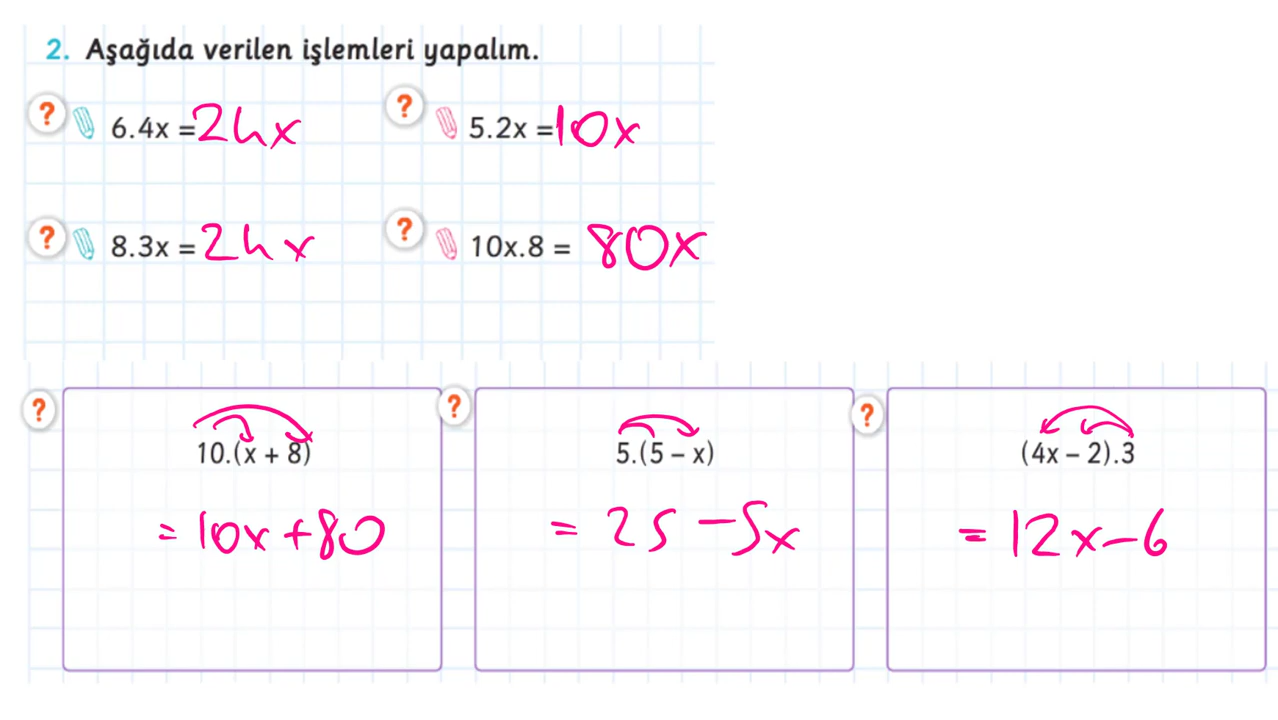 2. Aşağıda verilen işlemleri yapalım.
? 6.4x = 24x ? 5.2x = 10x
? 8.3x = 24x ? 10x.8 = 80x
? ? ?
10.(x + 8) 5.(5 – x) (4x – 2).3
= 10x + 80 = 25 – 5x = 12x – 6